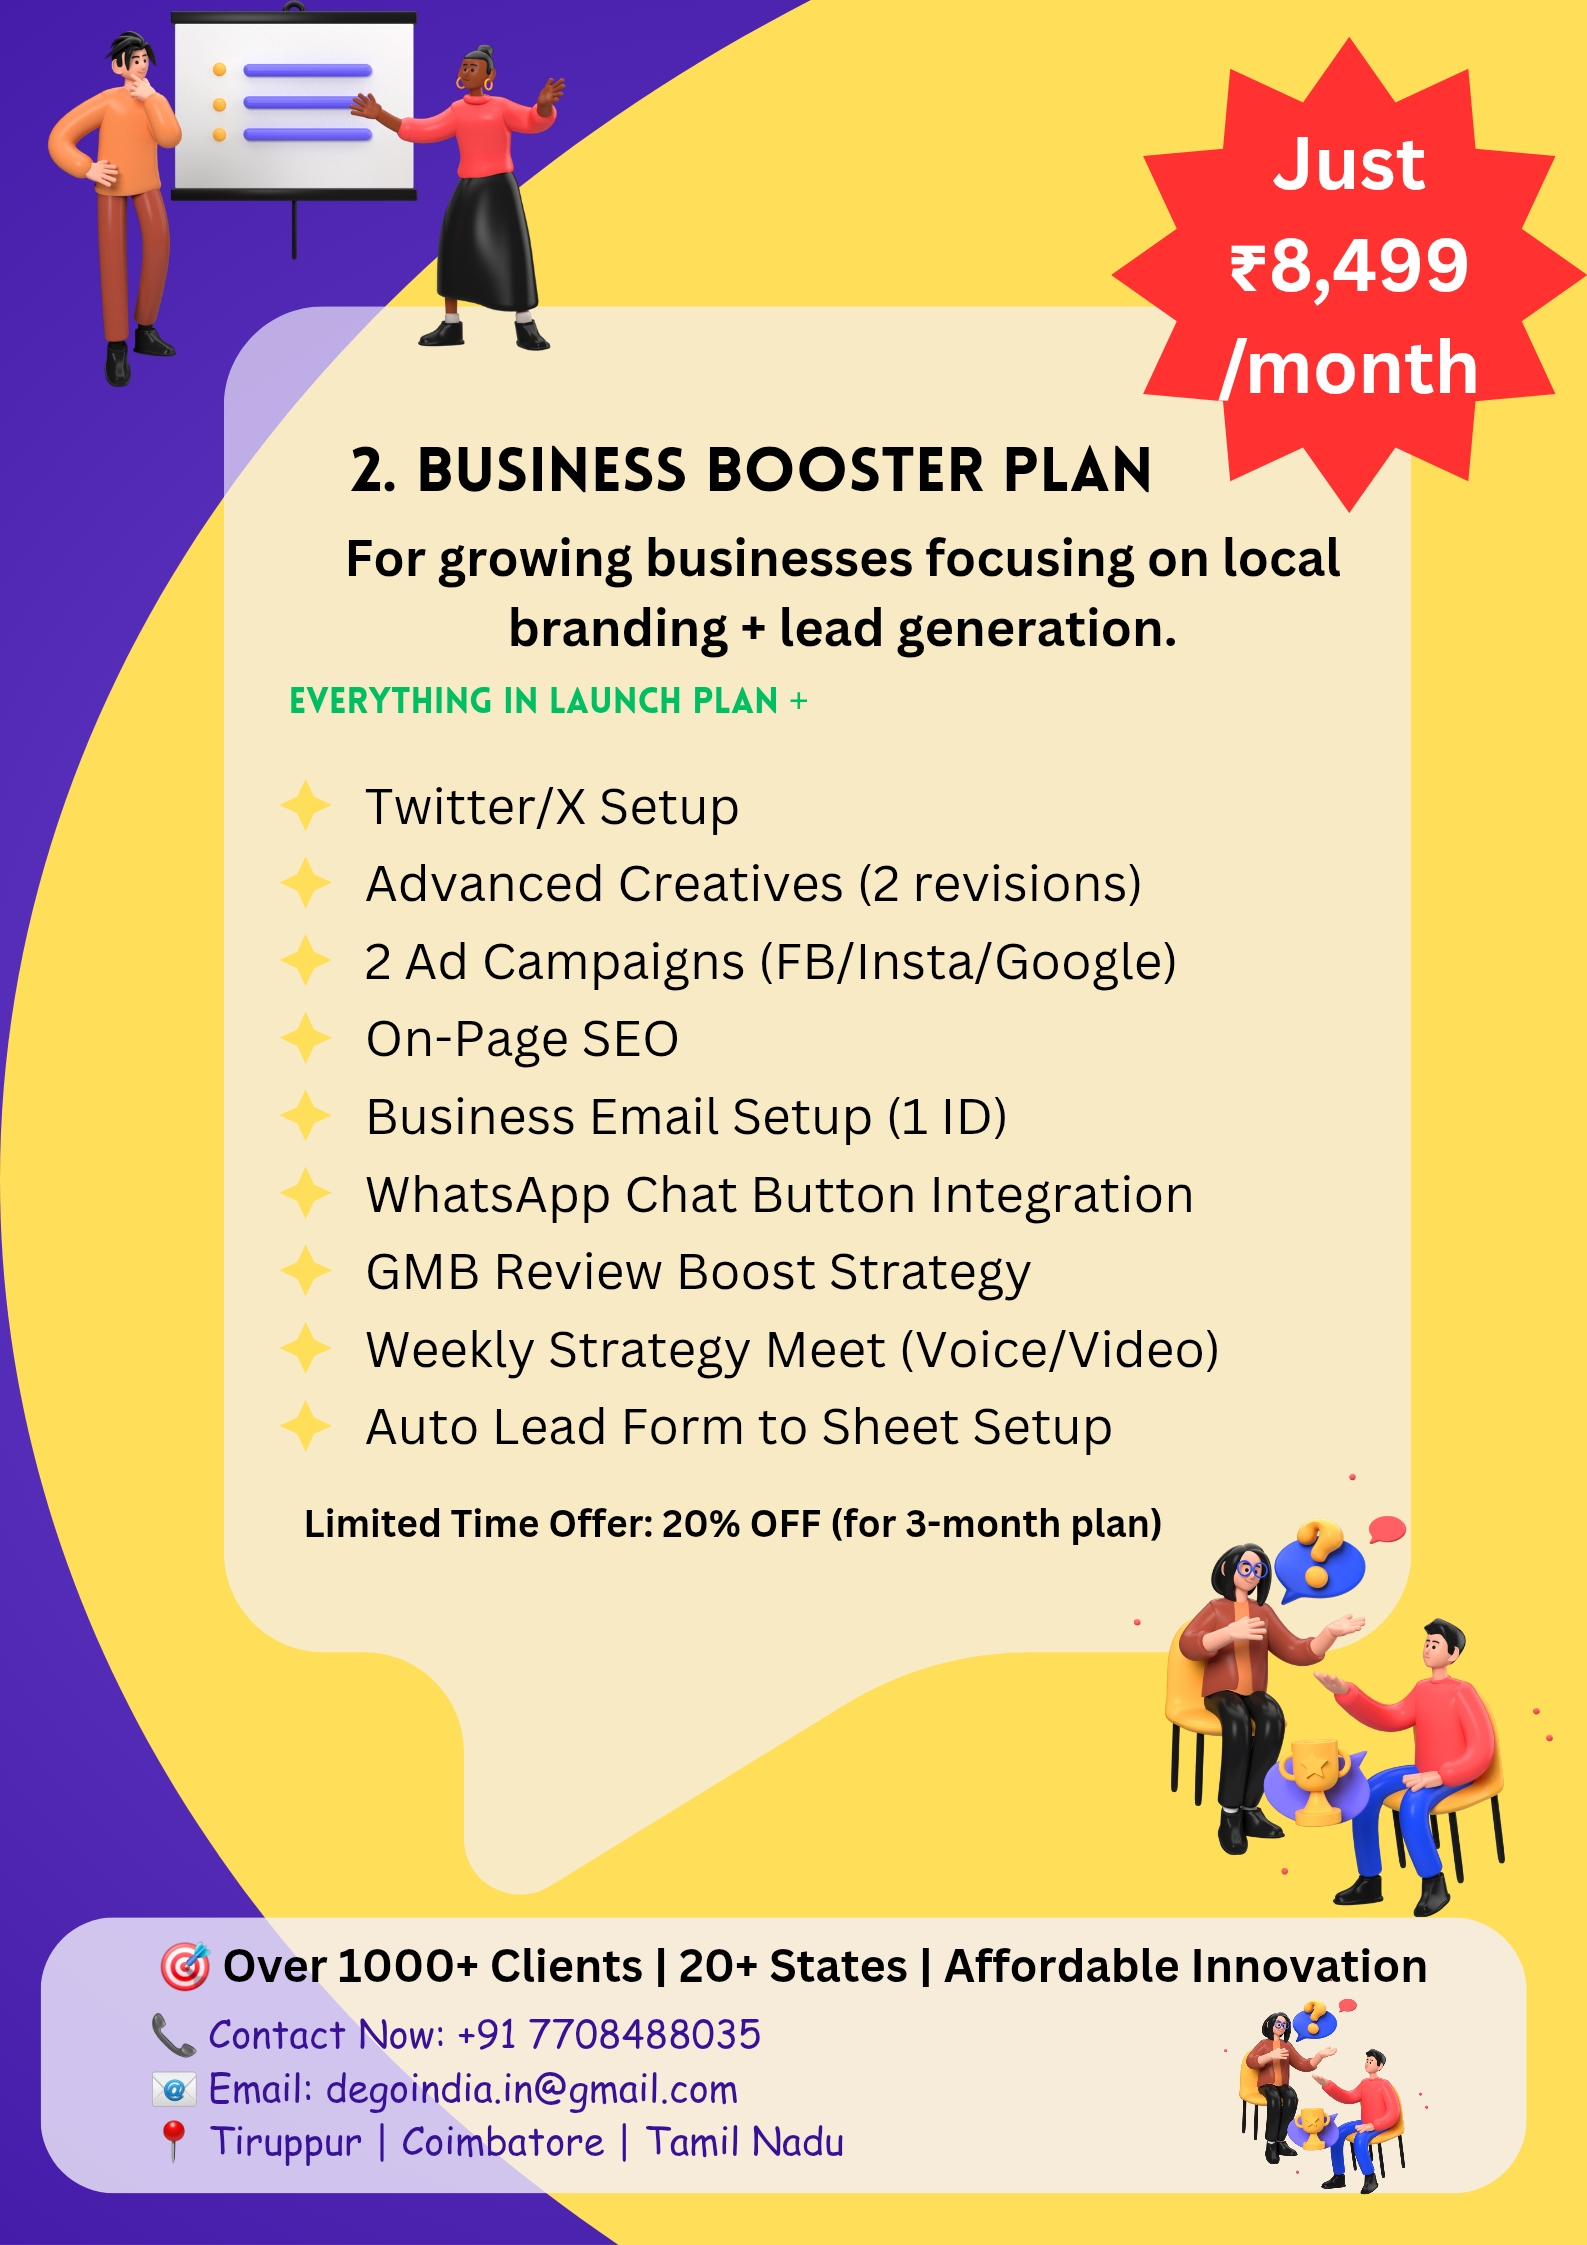 Just
₹8,499
/month
2. BUSINESS BOOSTER PLAN
For growing businesses focusing on local
branding + lead generation.
EVERYTHING IN LAUNCH PLAN +
Twitter/X Setup
Advanced Creatives (2 revisions)
2 Ad Campaigns (FB/Insta/Google)
On-Page SEO
Business Email Setup (1 ID)
WhatsApp Chat Button Integration
GMB Review Boost Strategy
Weekly Strategy Meet (Voice/Video)
Auto Lead Form to Sheet Setup
Limited Time Offer: 20% OFF (for 3-month plan)
🎯 Over 1000+ Clients | 20+ States | Affordable Innovation
📞 Contact Now: +91 7708488035
📧 Email: degoindia.in@gmail.com
📍 Tiruppur | Coimbatore | Tamil Nadu